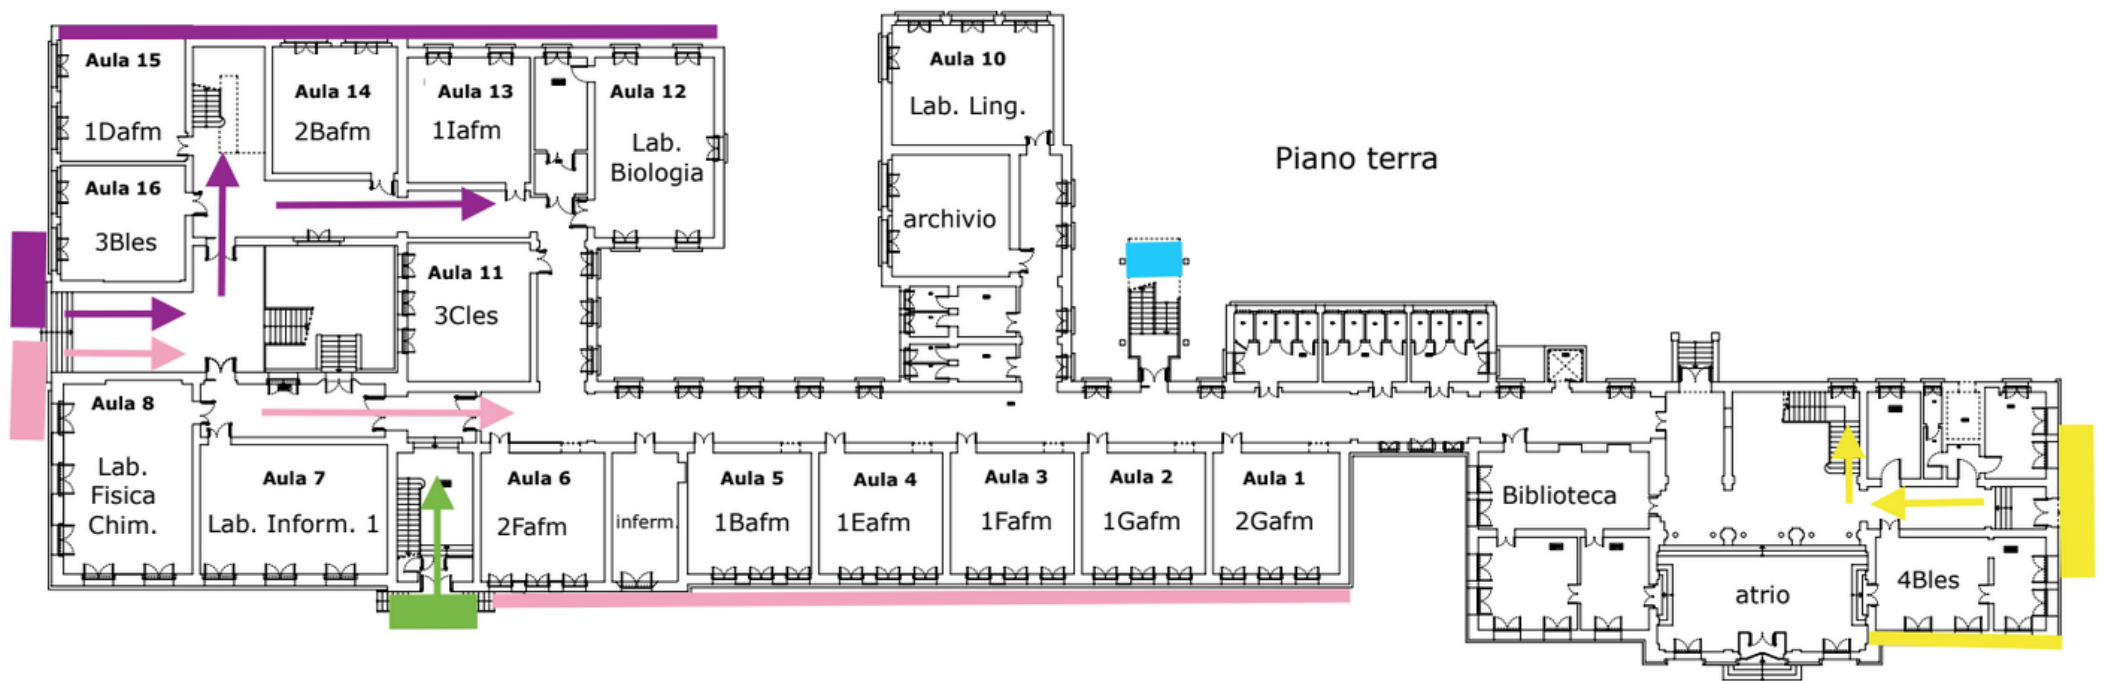 Aula 15
1Dafm
Aula 16
3Bles
Aula 14
2Bafm
Aula 13
1Iafm
Aula 12
Lab.
Biologia
Aula 11
3Cles
Aula 10
Lab. Ling.
archivio
Piano terra
Aula 8
Lab.
Fisica
Chim.
Aula 7
Lab. Inform. 1
Aula 6
2Fafm
inferm.
Aula 5
1Bafm
Aula 4
1Eafm
Aula 3
1Fafm
Aula 2
1Gafm
Aula 1
2Gafm
Biblioteca
atrio
4Bles